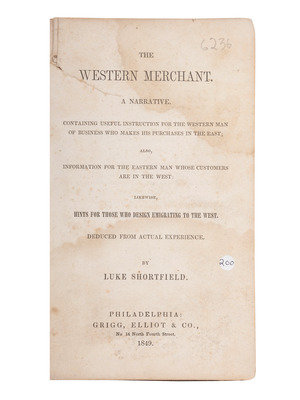 6236
THE
WESTERN MERCHANT.
A NARRATIVE.
CONTAINING USEFUL INSTRUCTION FOR THE WESTERN MAN
OF BUSINESS WHO MAKES HIS PURCHASES IN THE EAST;
ALSO,
INFORMATION FOR THE EASTERN MAN WHOSE CUSTOMERS
ARE IN THE WEST:
LIKEWISE,
HINTS FOR THOSE WHO DESIGN EMIGRATING TO THE WEST.
DEDUCED FROM ACTUAL EXPERIENCE.
BY
LUKE SHORTFIELD.
200
PHILADELPHIA:
GRIGG, ELLIOT & CO.,
No 14 North Fourth Street.
1849.